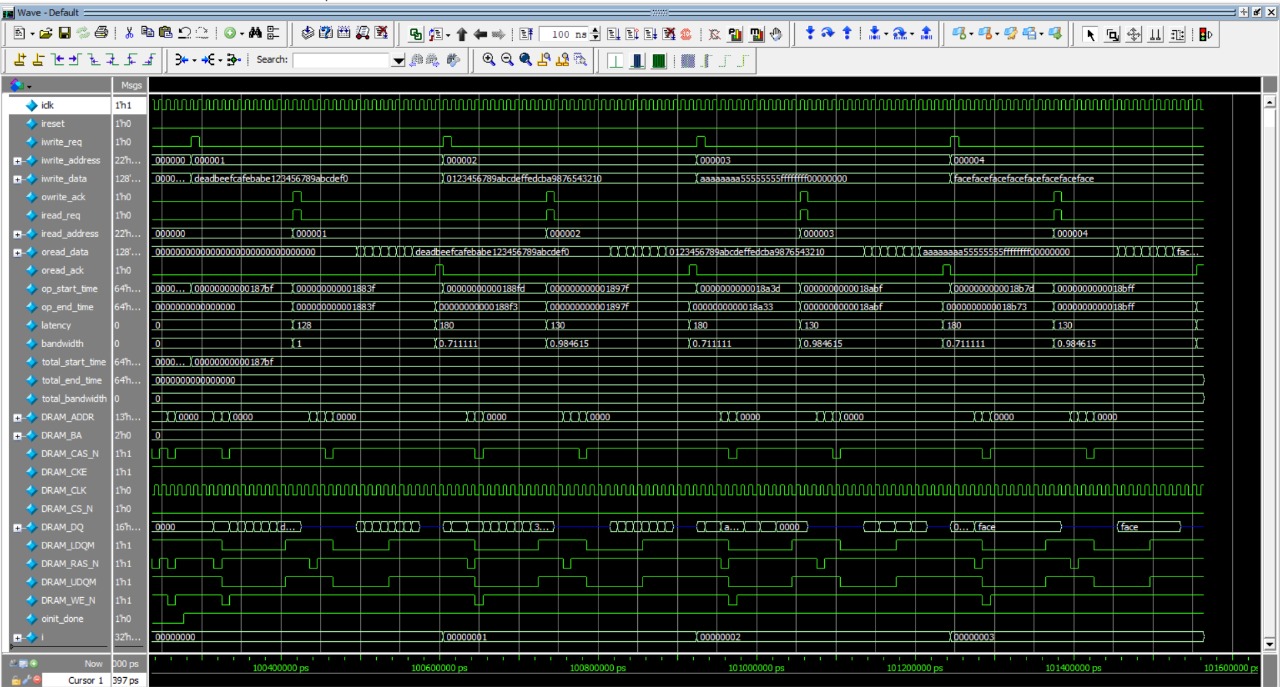 Wave - Default
100 ns
Search:
Msgs
iclk 1'h1
ireset 1'h0
iwrite_req 1'h0
iwrite_address 22'h... 000000 000001 000002 000003 000004
iwrite_data 128'... 0000... deadbeefcafebabe123456789abcdef0 0123456789abcdeffedcba9876543210 aaaaaaaa55555555ffffffff00000000 facefacefacefacefacefacefaceface
owrite_ack 1'h0
iread_req 1'h0
iread_address 22'h... 000000 000001 000002 000003 000004
oread_data 128'... 00000000000000000000000000000000 deadbeefcafebabe123456789abcdef0 0123456789abcdeffedcba9876543210 aaaaaaaa55555555ffffffff00000000 fac...
oread_ack 1'h0
op_start_time 64'h... 0000... 00000000000187bf 000000000001883f 00000000000188fd 000000000001897f 0000000000018a3d 0000000000018abf 0000000000018b7d 0000000000018bff
op_end_time 64'h... 0000000000000000 000000000001883f 00000000000188f3 000000000001897f 0000000000018a33 0000000000018abf 0000000000018b73 0000000000018bff
latency 0 0 128 180 130 180 130 180 130
bandwidth 0 0 1 0.711111 0.984615 0.711111 0.984615 0.711111 0.984615
total_start_time 64'h... 0000... 00000000000187bf
total_end_time 64'h... 0000000000000000
total_bandwidth 0 0
DRAM_ADDR 13'h... 0000 0000 0000 0000 0000 0000 0000 0000 0000
DRAM_BA 2'h0 0
DRAM_CAS_N 1'h1
DRAM_CKE 1'h1
DRAM_CLK 1'h0
DRAM_CS_N 1'h0
DRAM_DQ 16'h... 0000 d... 3... a... 0000 0... face face
DRAM_LDQM 1'h1
DRAM_RAS_N 1'h1
DRAM_UDQM 1'h1
DRAM_WE_N 1'h1
oinit_done 1'h0
i 32'h... 00000000 00000001 00000002 00000003
Now 000 ps 100400000 ps 100600000 ps 100800000 ps 101000000 ps 101200000 ps 101400000 ps 101600000 ps
Cursor 1 397 ps